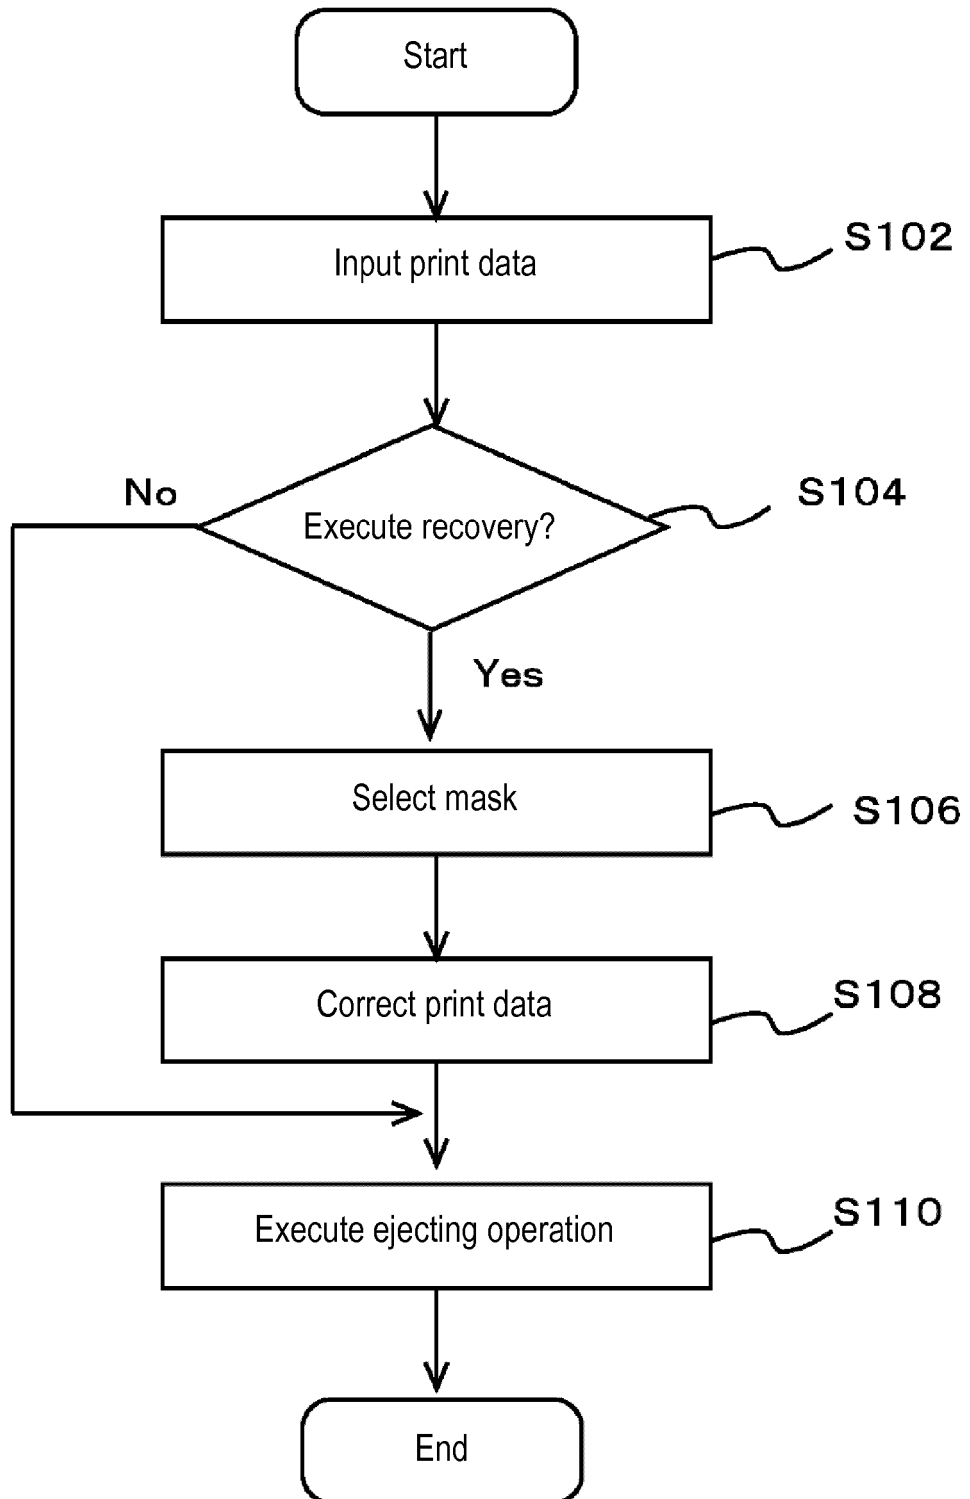 Start
Input print data
S102
No
Execute recovery?
S104
Yes
Select mask
S106
Correct print data
S108
Execute ejecting operation
S110
End